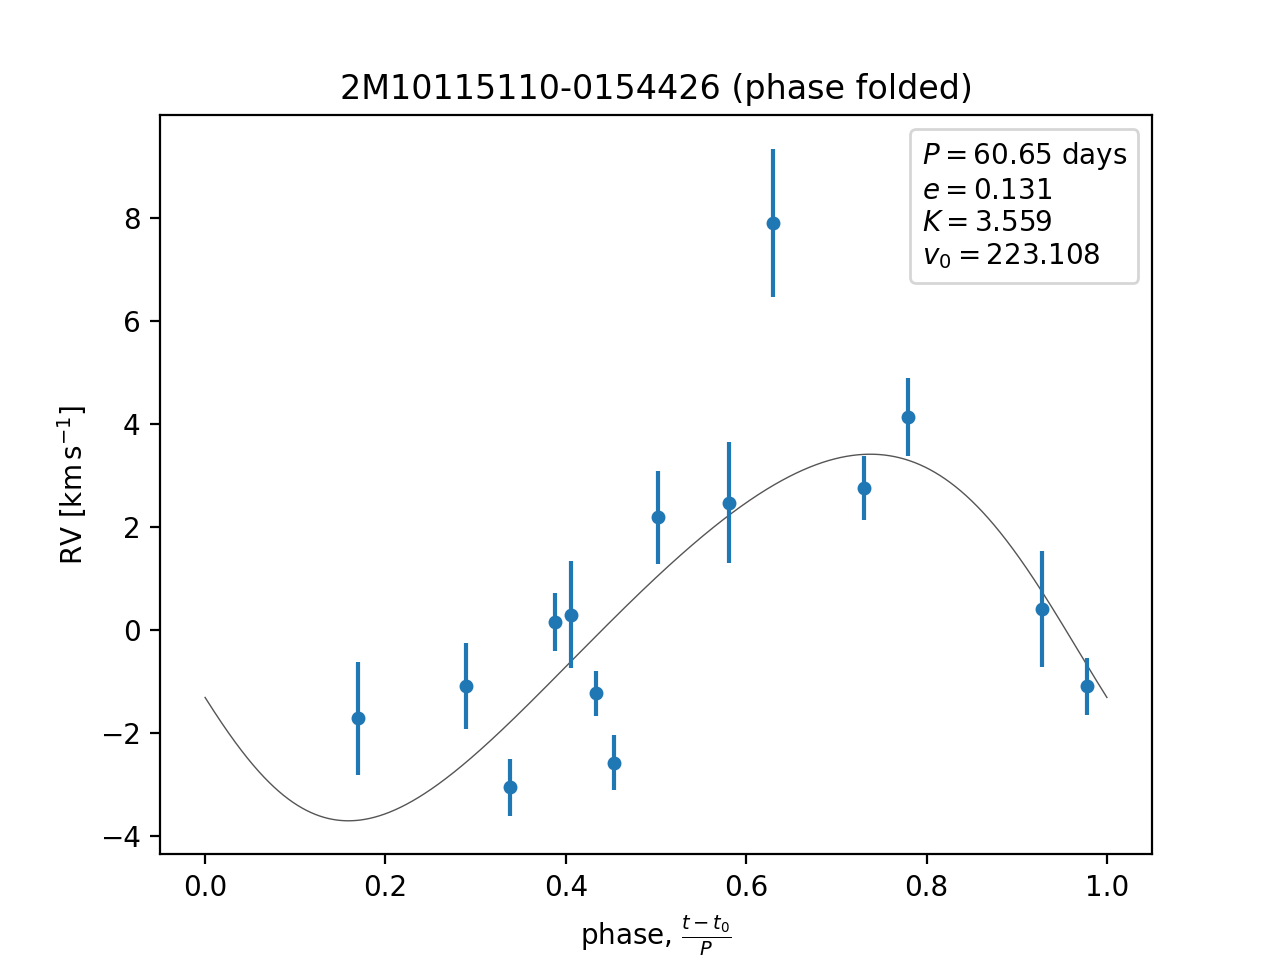 2M10115110-0154426 (phase folded)
P = 60.65 days
e = 0.131
K = 3.559
v₀ = 223.108
RV [km s⁻¹]
8
6
4
2
0
−2
−4
0.0 0.2 0.4 0.6 0.8 1.0
phase, (t − t₀)/P